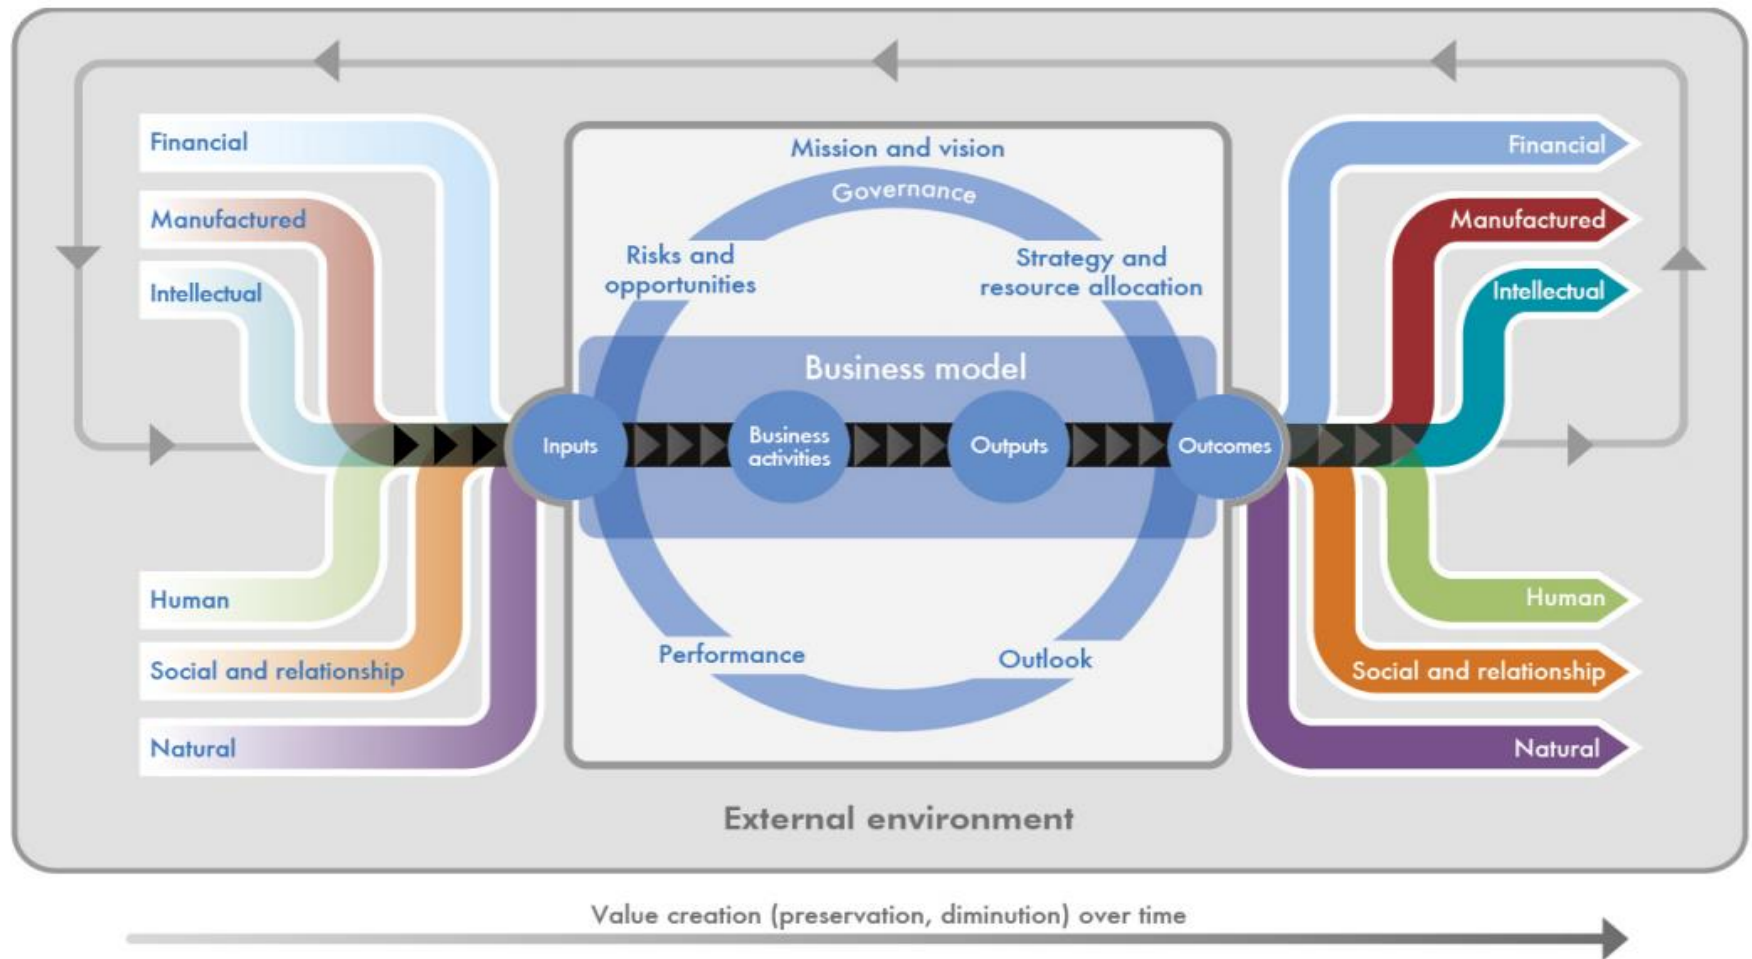 Financial
Manufactured
Intellectual
Human
Social and relationship
Natural
Mission and vision
Governance
Risks and
opportunities
Strategy and
resource allocation
Business model
Inputs
Business
activities
Outputs
Outcomes
Performance
Outlook
Financial
Manufactured
Intellectual
Human
Social and relationship
Natural
External environment
Value creation (preservation, diminution) over time